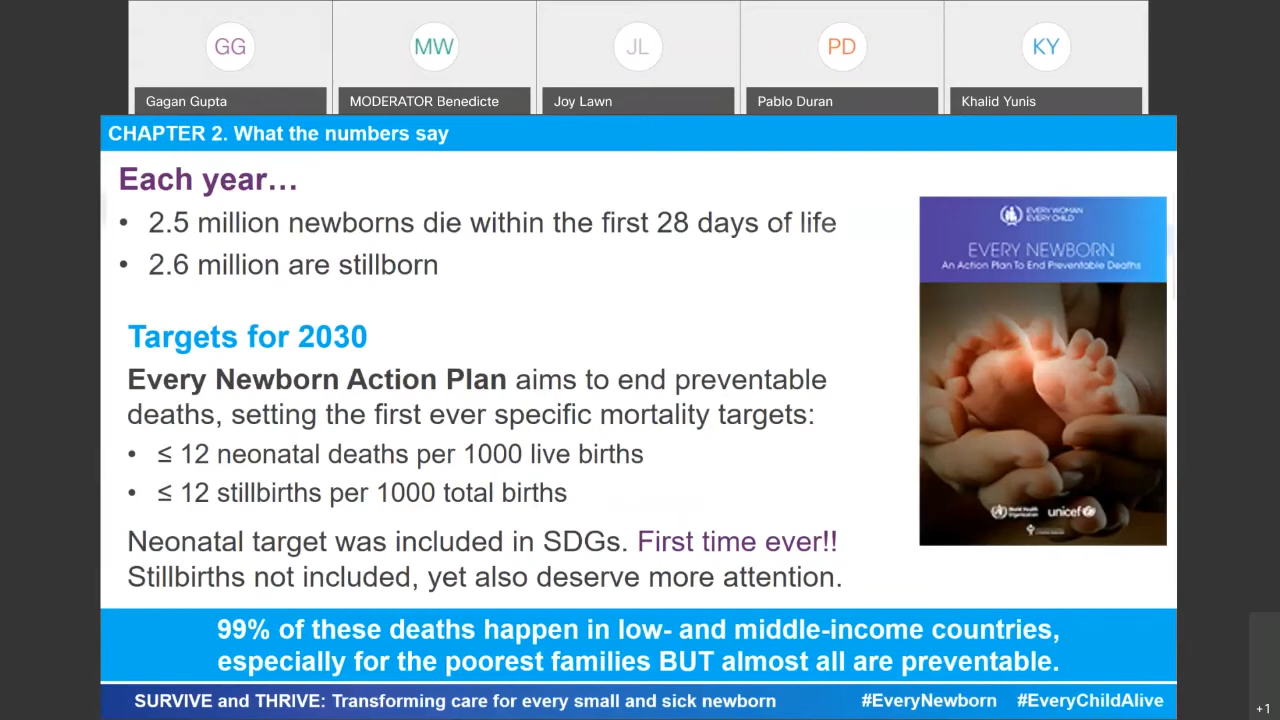 GG
MW
JL
PD
KY
Gagan Gupta
MODERATOR Benedicte
Joy Lawn
Pablo Duran
Khalid Yunis
CHAPTER 2. What the numbers say
Each year…
• 2.5 million newborns die within the first 28 days of life
• 2.6 million are stillborn
EVERY WOMAN
EVERY CHILD
EVERY NEWBORN
An Action Plan To End Preventable Deaths
World Health
Organization
unicef
Targets for 2030
Every Newborn Action Plan aims to end preventable
deaths, setting the first ever specific mortality targets:
• ≤ 12 neonatal deaths per 1000 live births
• ≤ 12 stillbirths per 1000 total births
Neonatal target was included in SDGs. First time ever!!
Stillbirths not included, yet also deserve more attention.
99% of these deaths happen in low- and middle-income countries,
especially for the poorest families BUT almost all are preventable.
SURVIVE and THRIVE: Transforming care for every small and sick newborn
#EveryNewborn #EveryChildAlive
+1